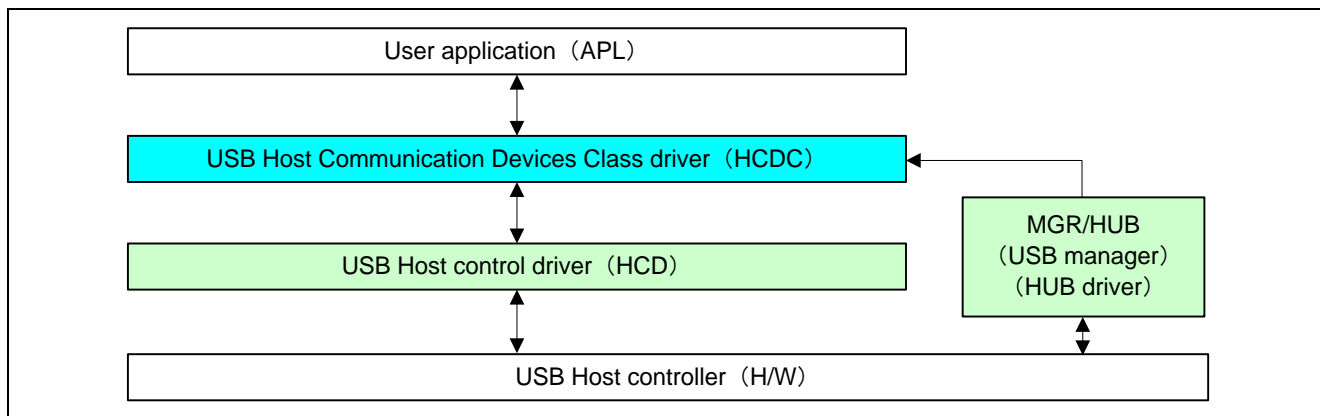 User application（APL）
USB Host Communication Devices Class driver（HCDC）
MGR/HUB
（USB manager）
（HUB driver）
USB Host control driver（HCD）
USB Host controller（H/W）